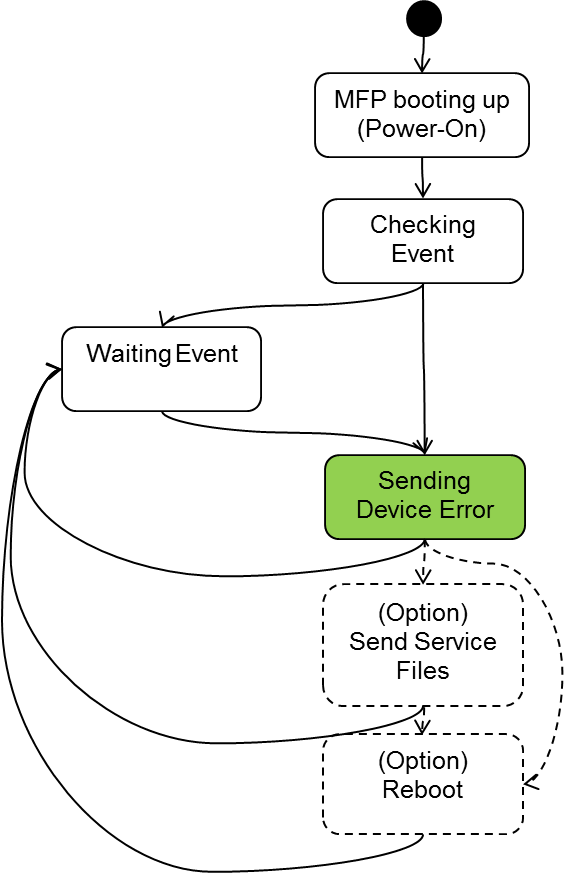 MFP booting up
(Power-On)
Checking
Event
Waiting Event
Sending
Device Error
(Option)
Send Service
Files
(Option)
Reboot